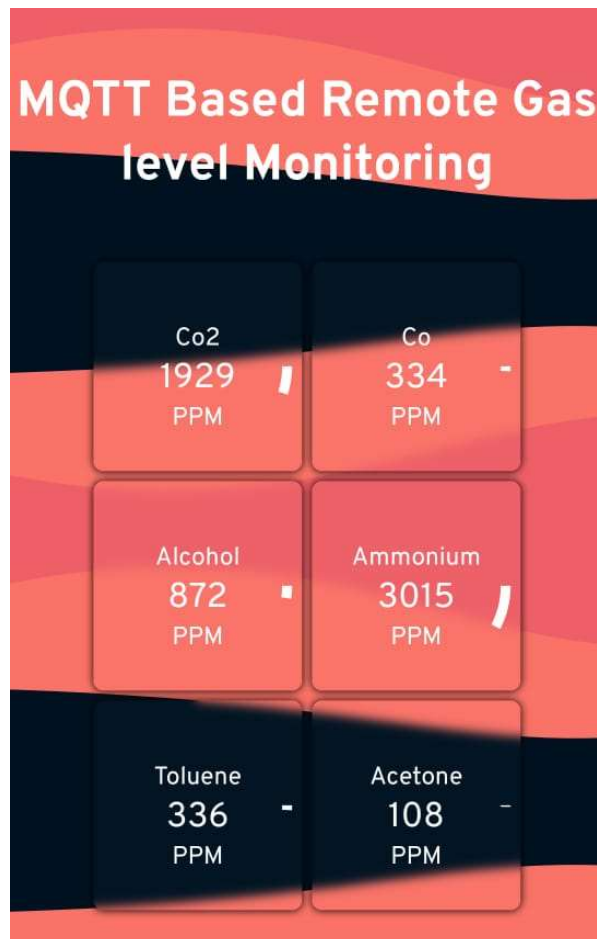 MQTT Based Remote Gas
level Monitoring
Co2
1929
PPM
Co
334
PPM
Alcohol
872
PPM
Ammonium
3015
PPM
Toluene
336
PPM
Acetone
108
PPM